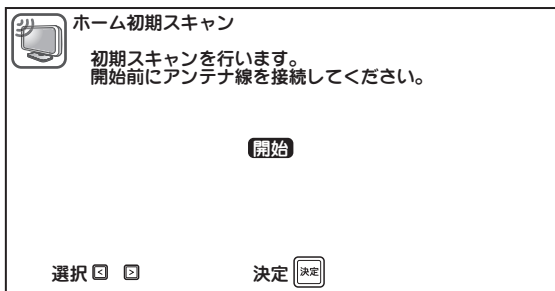 ホーム初期スキャン
初期スキャンを行います。
開始前にアンテナ線を接続してください。
開始
選択 < > 決定 決定